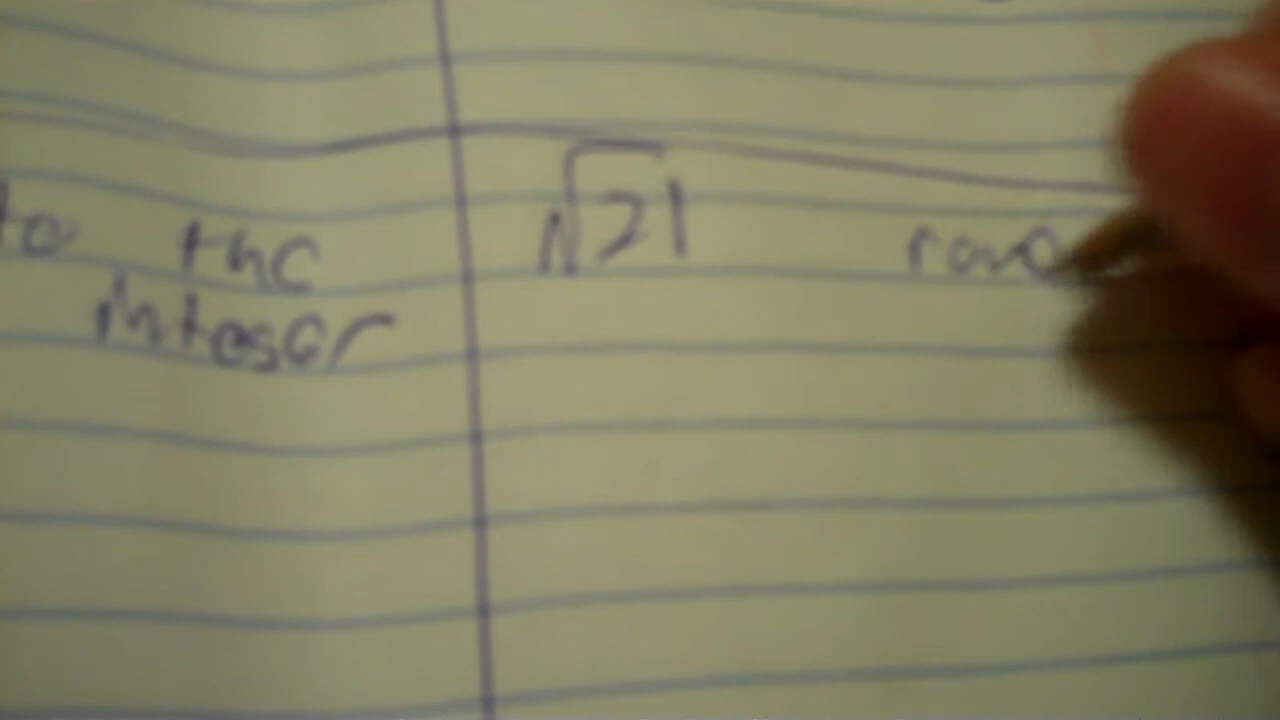 to the
integer
√21